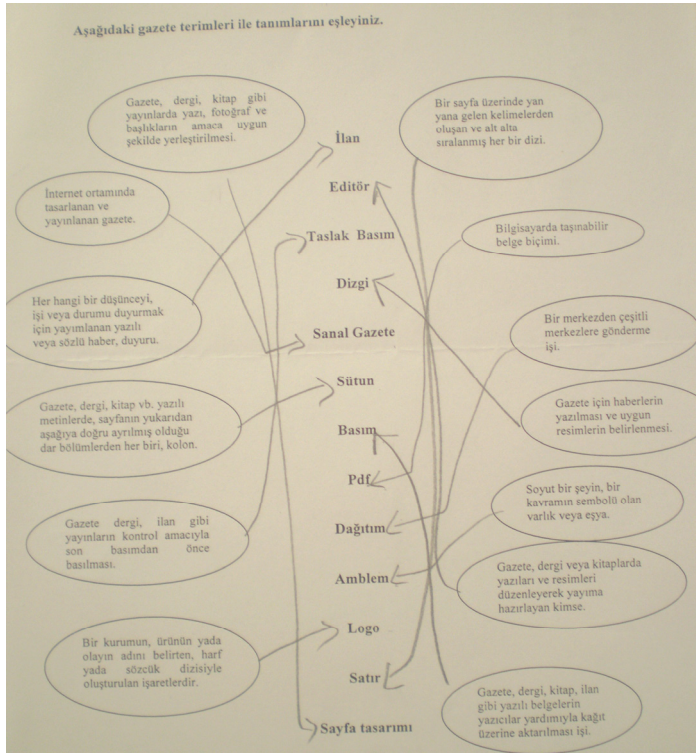 Aşağıdaki gazete terimleri ile tanımlarını eşleyiniz.
Gazete, dergi, kitap gibi
yayınlarda yazı, fotoğraf ve
başlıkların amaca uygun
şekilde yerleştirilmesi.
İnternet ortamında
tasarlanan ve
yayınlanan gazete.
Her hangi bir düşünceyi,
işi veya durumu duyurmak
için yayımlanan yazılı
veya sözlü haber, duyuru.
Gazete, dergi, kitap vb. yazılı
metinlerde, sayfanın yukarıdan
aşağıya doğru ayrılmış olduğu
dar bölümlerden her biri, kolon.
Gazete dergi, ilan gibi
yayınların kontrol amacıyla
son basımdan önce
basılması.
Bir kurumun, ürünün yada
olayın adını belirten, harf
yada sözcük dizisiyle
oluşturulan işaretlerdir.
İlan
Editör
Taslak Basım
Dizgi
Sanal Gazete
Sütun
Basım
Pdf
Dağıtım
Amblem
Logo
Satır
Sayfa tasarımı
Bir sayfa üzerinde yan
yana gelen kelimelerden
oluşan ve alt alta
sıralanmış her bir dizi.
Bilgisayarda taşınabilir
belge biçimi.
Bir merkezden çeşitli
merkezlere gönderme
işi.
Gazete için haberlerin
yazılması ve uygun
resimlerin belirlenmesi.
Soyut bir şeyin, bir
kavramın sembolü olan
varlık veya eşya.
Gazete, dergi veya kitaplarda
yazıları ve resimleri
düzenleyerek yayıma
hazırlayan kimse.
Gazete, dergi, kitap, ilan
gibi yazılı belgelerin
yazıcılar yardımıyla kağıt
üzerine aktarılması işi.